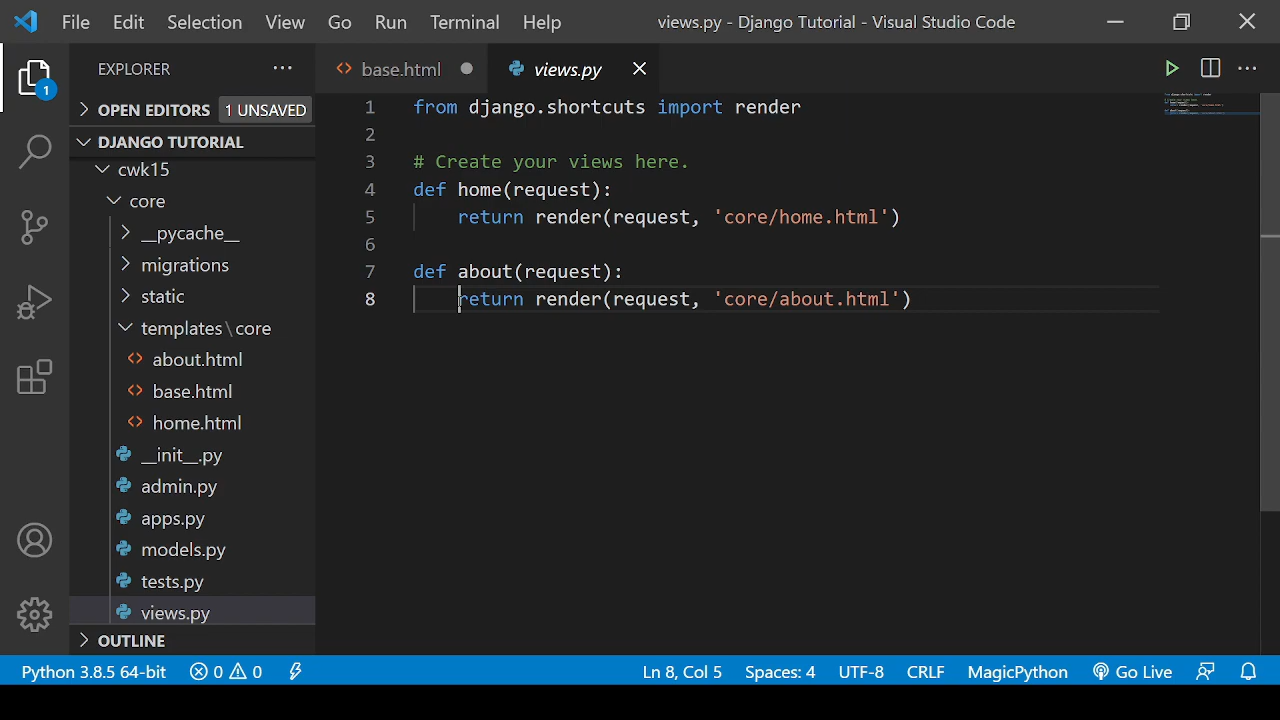 File Edit Selection View Go Run Terminal Help views.py - Django Tutorial - Visual Studio Code
EXPLORER
1
OPEN EDITORS 1 UNSAVED
DJANGO TUTORIAL
cwk15
core
__pycache__
migrations
static
templates\core
about.html
base.html
home.html
__init__.py
admin.py
apps.py
models.py
tests.py
views.py
OUTLINE
base.html views.py
1 from django.shortcuts import render
2
3 # Create your views here.
4 def home(request):
5 return render(request, 'core/home.html')
6
7 def about(request):
8 return render(request, 'core/about.html')
Python 3.8.5 64-bit 0 0 Ln 8, Col 5 Spaces: 4 UTF-8 CRLF MagicPython Go Live